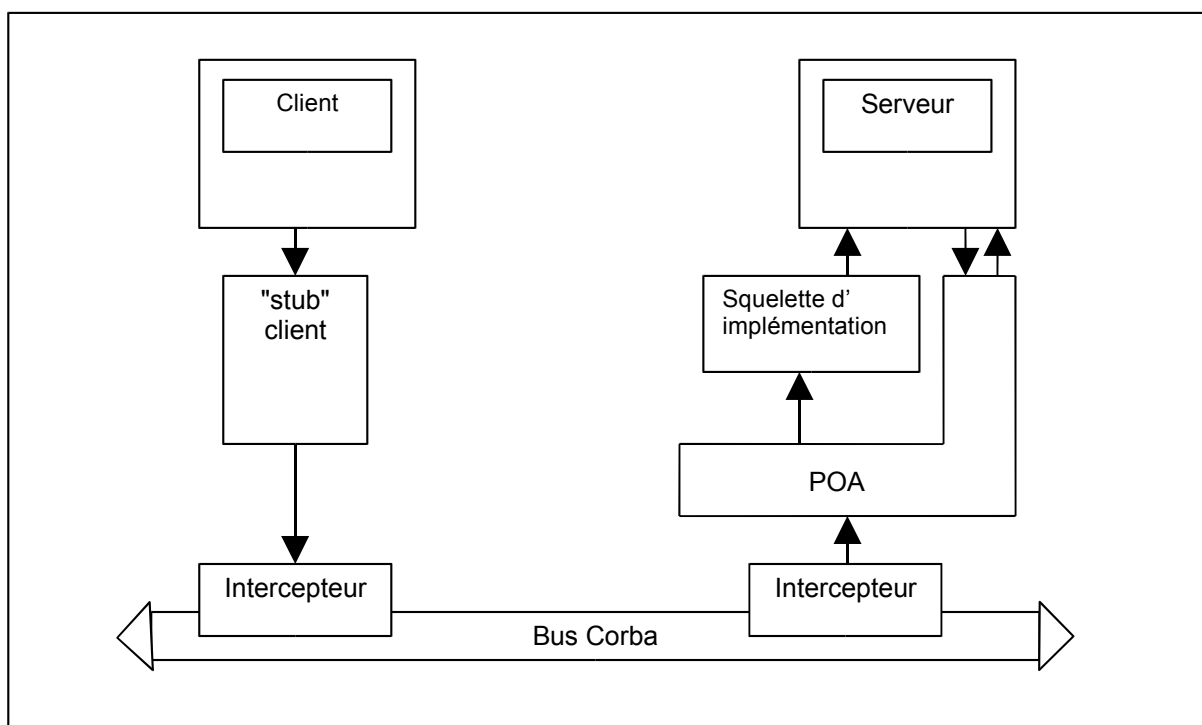 Client
Serveur
"stub"
client
Squelette d’
implémentation
POA
Intercepteur
Intercepteur
Bus Corba